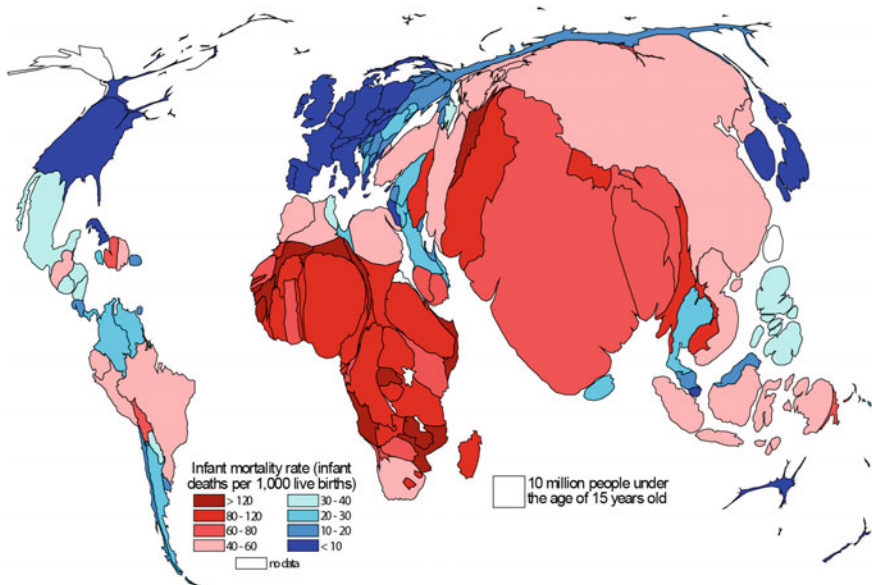 Infant mortality rate (infant
deaths per 1,000 live births)
> 120
80 - 120
60 - 80
40 - 60
30 - 40
20 - 30
10 - 20
< 10
no data
10 million people under
the age of 15 years old